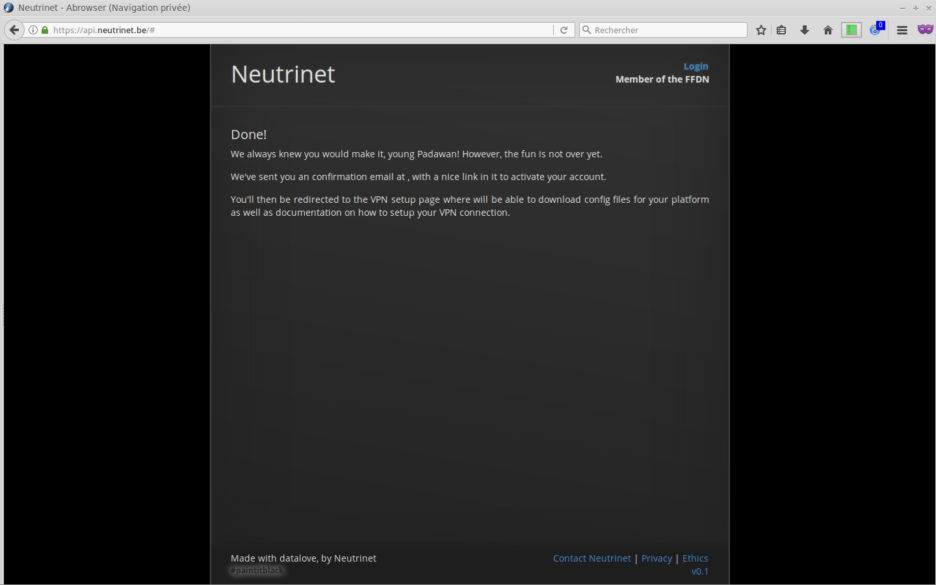 Neutrinet - Abrowser (Navigation privée)
https://api.neutrinet.be/#
Rechercher
0
Neutrinet
Login
Member of the FFDN
Done!
We always knew you would make it, young Padawan! However, the fun is not over yet.
We've sent you an confirmation email at , with a nice link in it to activate your account.
You'll then be redirected to the VPN setup page where will be able to download config files for your platform
as well as documentation on how to setup your VPN connection.
Made with datalove, by Neutrinet
#paintitblack
Contact Neutrinet | Privacy | Ethics
v0.1